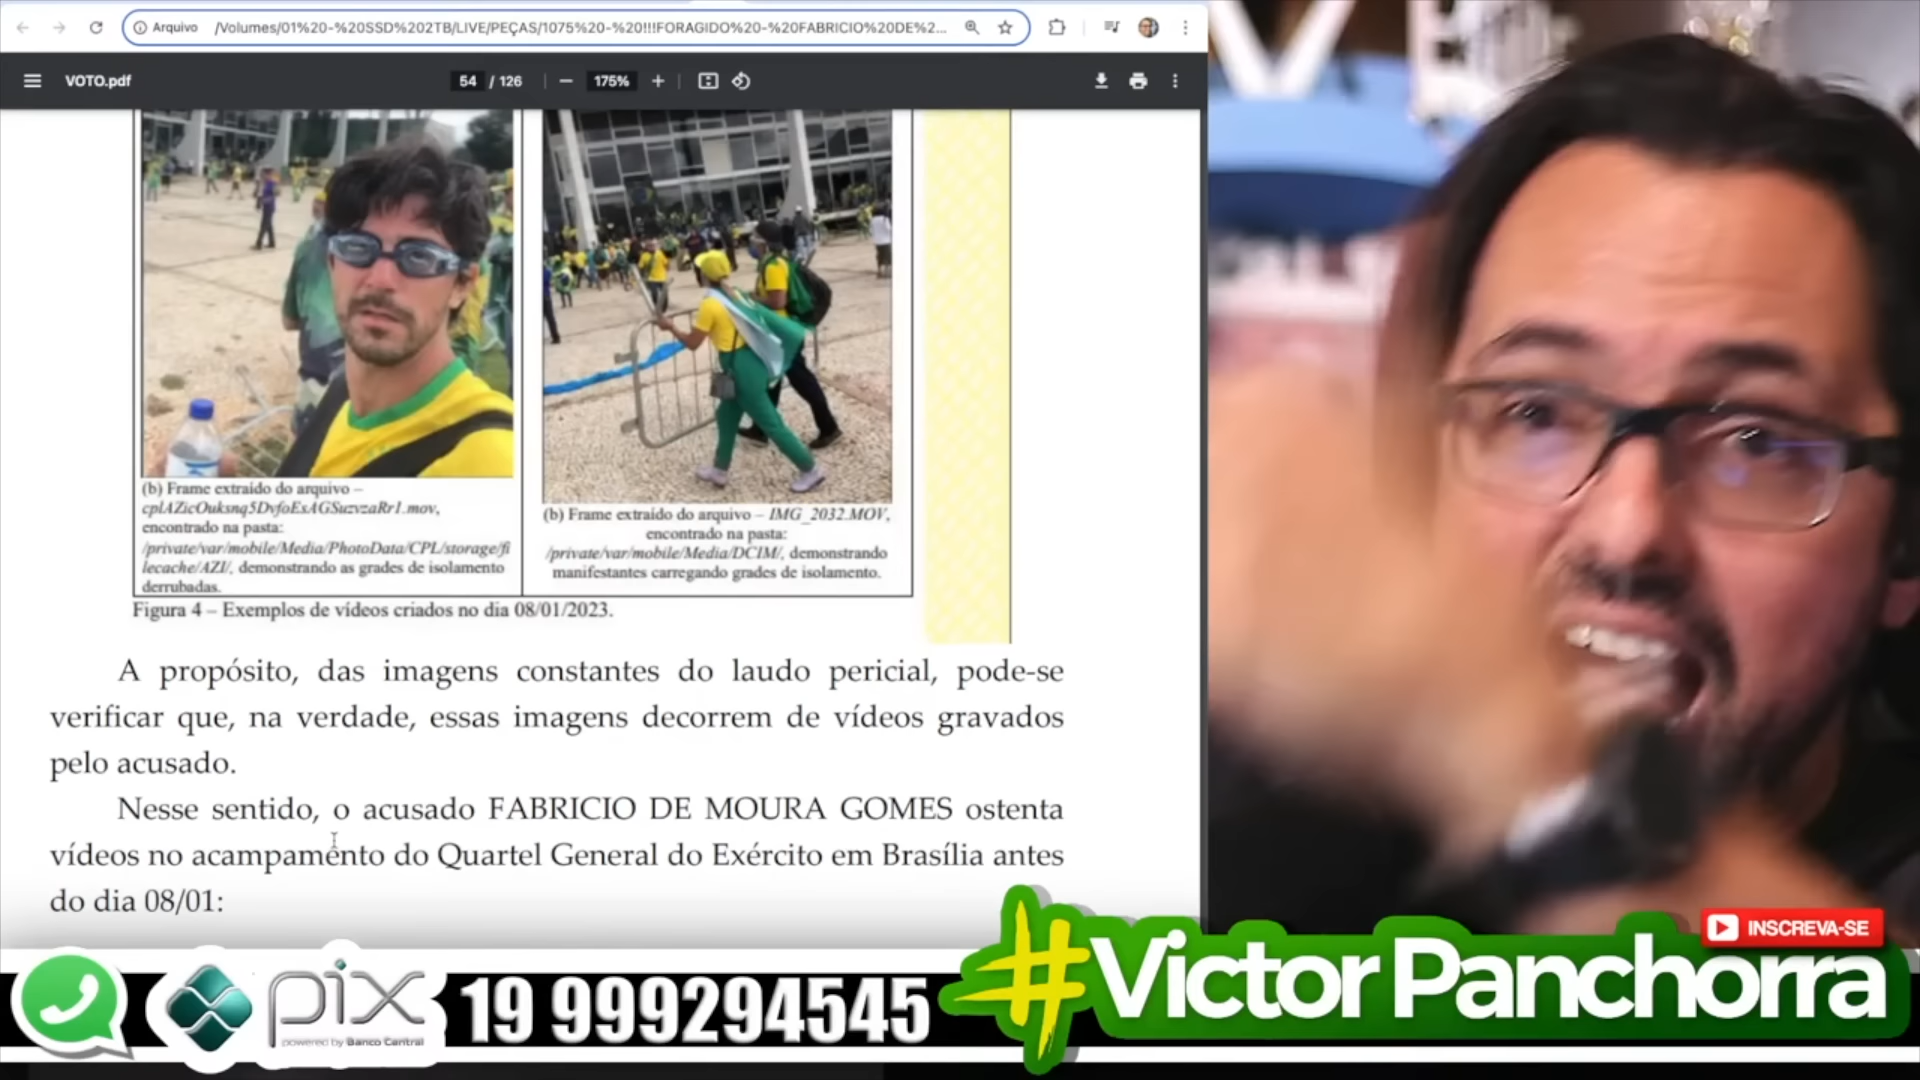 Arquivo /Volumes/01%20-%20SSD%202TB/LIVE/PEÇAS/1075%20-%20!!!FORAGIDO%20-%20FABRICIO%20DE%2...
VOTO.pdf 54 / 126 175%
(b) Frame extraído do arquivo –
cplAZicOuksnq5DvfoEsAGSuzvzaRr1.mov,
encontrado na pasta:
/private/var/mobile/Media/PhotoData/CPL/storage/fi
lecache/AZI/, demonstrando as grades de isolamento
derrubadas.
(b) Frame extraído do arquivo – IMG_2032.MOV,
encontrado na pasta:
/private/var/mobile/Media/DCIM/, demonstrando
manifestantes carregando grades de isolamento.
Figura 4 – Exemplos de vídeos criados no dia 08/01/2023.
A propósito, das imagens constantes do laudo pericial, pode-se
verificar que, na verdade, essas imagens decorrem de vídeos gravados
pelo acusado.
Nesse sentido, o acusado FABRICIO DE MOURA GOMES ostenta
vídeos no acampamento do Quartel General do Exército em Brasília antes
do dia 08/01:
INSCREVA-SE
pix
powered by Banco Central
19 999294545
#Victor Panchorra